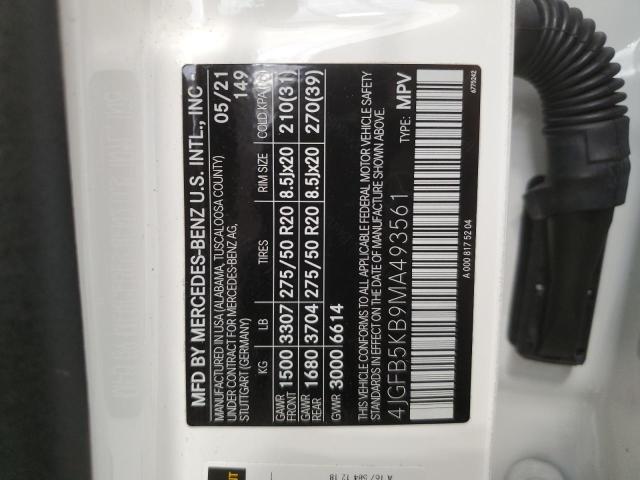 MFD BY MERCEDES-BENZ U.S. INTL., INC 05/21
MANUFACTURED IN USA (ALABAMA, TUSCALOOSA COUNTY) 149
UNDER CONTRACT FOR MERCEDES-BENZ AG,
STUTTGART (GERMANY)
KG LB TIRES RIM SIZE COLD KPA
GAWR FRONT 1500 3307 275/50 R20 8.5Jx20 210(31)
GAWR REAR 1680 3704 275/50 R20 8.5Jx20 270(39)
GVWR 3000 6614
THIS VEHICLE CONFORMS TO ALL APPLICABLE FEDERAL MOTOR VEHICLE SAFETY
STANDARDS IN EFFECT ON THE DATE OF MANUFACTURE SHOWN ABOVE.
4JGFB5KB9MA493561 TYPE: MPV
A 000 817 52 04
6775242